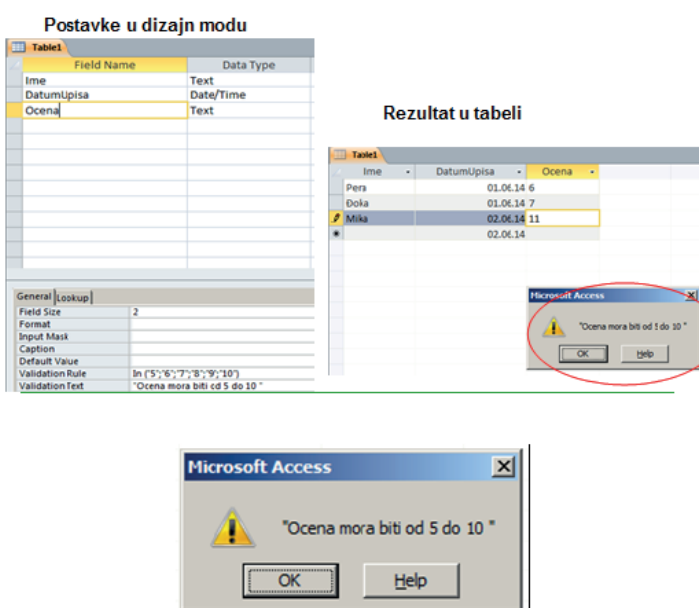 Postavke u dizajn modu
Table1
Field Name Data Type
Ime Text
DatumUpisa Date/Time
Ocena Text
General Lookup
Field Size 2
Format
Input Mask
Caption
Default Value
Validation Rule In ('5';'6';'7';'8';'9';'10')
Validation Text "Ocena mora biti od 5 do 10 "
Rezultat u tabeli
Table1
Ime DatumUpisa Ocena
Pera 01.06.14 6
Đoka 01.06.14 7
Mika 02.06.14 11
02.06.14
Microsoft Access
"Ocena mora biti od 5 do 10 "
OK Help
Microsoft Access
"Ocena mora biti od 5 do 10 "
OK Help